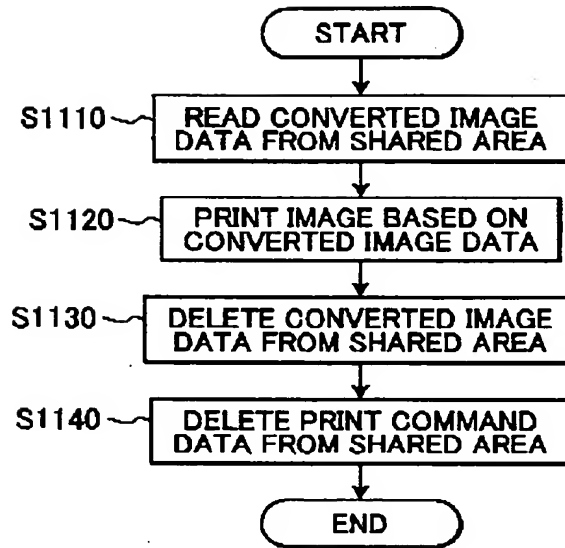 START
S1110 READ CONVERTED IMAGE
DATA FROM SHARED AREA
S1120 PRINT IMAGE BASED ON
CONVERTED IMAGE DATA
S1130 DELETE CONVERTED IMAGE
DATA FROM SHARED AREA
S1140 DELETE PRINT COMMAND
DATA FROM SHARED AREA
END